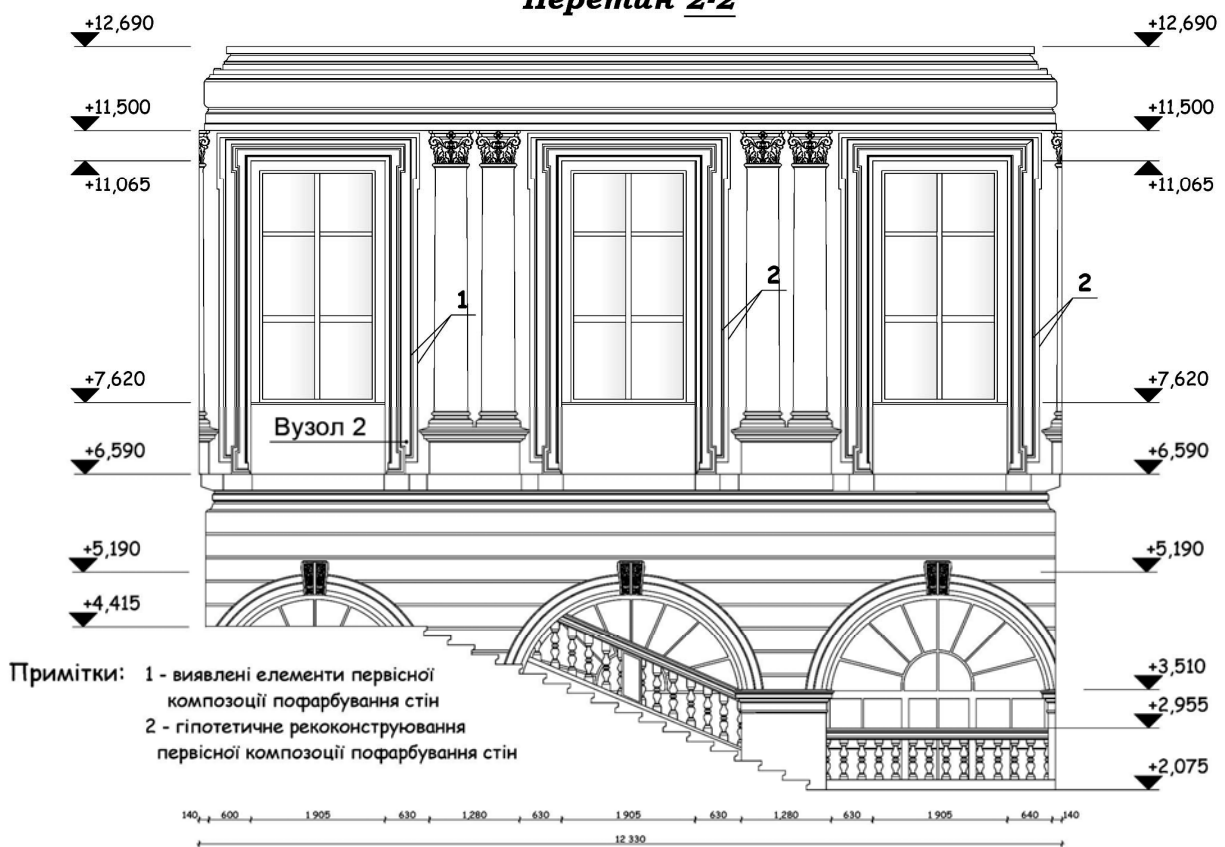 Перетин 2-2
+12,690 +12,690
+11,500 +11,500
+11,065 +11,065
1 2 2
+7,620 +7,620
Вузол 2
+6,590 +6,590
+5,190 +5,190
+4,415
Примітки: 1 - виявлені елементи первісної
композоції пофарбування стін
2 - гіпотетичне рекоконструювання
первісної композоції пофарбування стін
+3,510
+2,955
+2,075
140 600 1 905 630 1,280 630 1 905 630 1,280 630 1 905 640 140
12 330